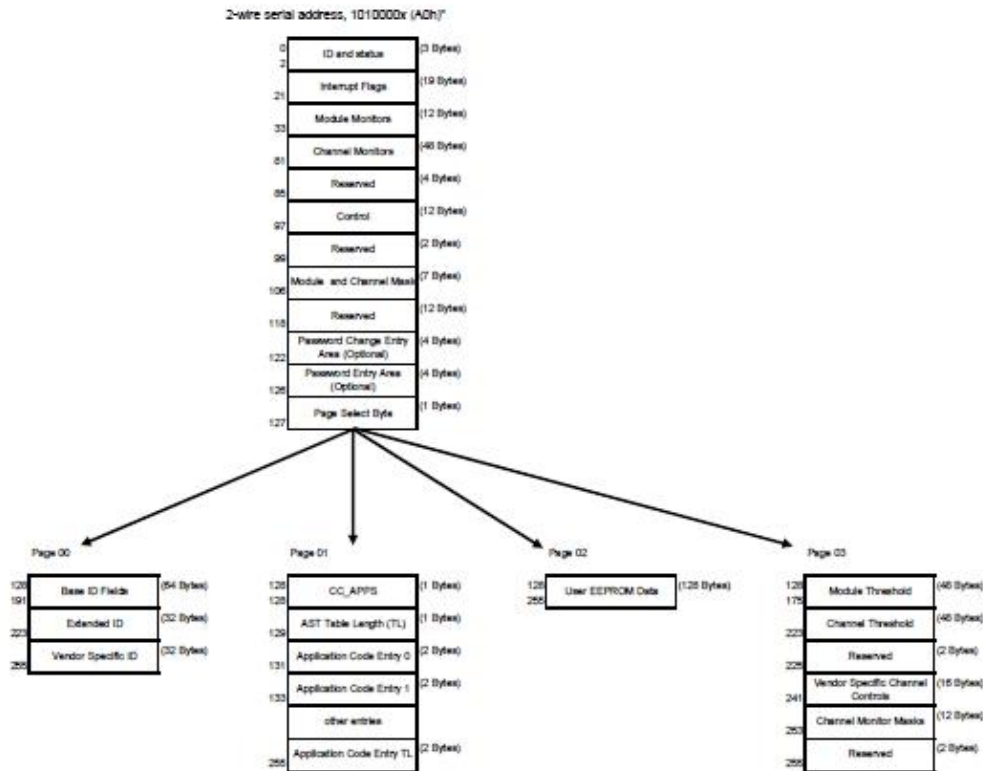 2-wire serial address, 1010000x (A0h)"
0
2
ID and status (3 Bytes)
21
Interrupt Flags (19 Bytes)
33
Module Monitors (12 Bytes)
81
Channel Monitors (48 Bytes)
85
Reserved (4 Bytes)
97
Control (12 Bytes)
99
Reserved (2 Bytes)
106
Module and Channel Mask (7 Bytes)
118
Reserved (12 Bytes)
122
Password Change Entry (4 Bytes)
Area (Optional)
126
Password Entry Area (4 Bytes)
(Optional)
127
Page Select Byte (1 Bytes)
Page 00
128
191
Base ID Fields (64 Bytes)
223
Extended ID (32 Bytes)
255
Vendor Specific ID (32 Bytes)
Page 01
128
128
CC_APPS (1 Bytes)
129
AST Table Length (TL) (1 Bytes)
131
Application Code Entry 0 (2 Bytes)
133
Application Code Entry 1 (2 Bytes)
other entries
255
Application Code Entry TL (2 Bytes)
Page 02
128
255
User EEPROM Data (128 Bytes)
Page 03
128
175
Module Threshold (48 Bytes)
223
Channel Threshold (48 Bytes)
225
Reserved (2 Bytes)
241
Vendor Specific Channel (16 Bytes)
Controls
253
Channel Monitor Masks (12 Bytes)
255
Reserved (2 Bytes)